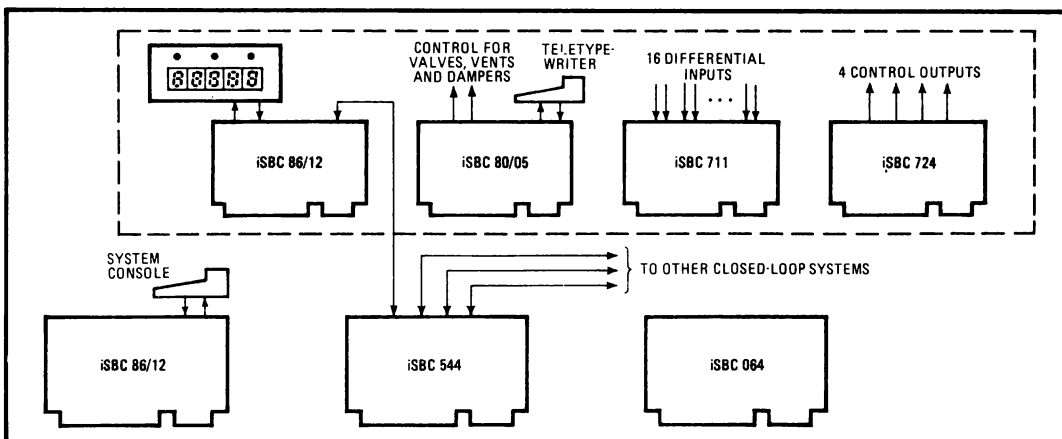 CONTROL FOR
VALVES, VENTS
AND DAMPERS
TELETYPE-
WRITER
16 DIFFERENTIAL
INPUTS
4 CONTROL OUTPUTS
iSBC 86/12
iSBC 80/05
iSBC 711
iSBC 724
SYSTEM
CONSOLE
TO OTHER CLOSED-LOOP SYSTEMS
iSBC 86/12
iSBC 544
iSBC 064